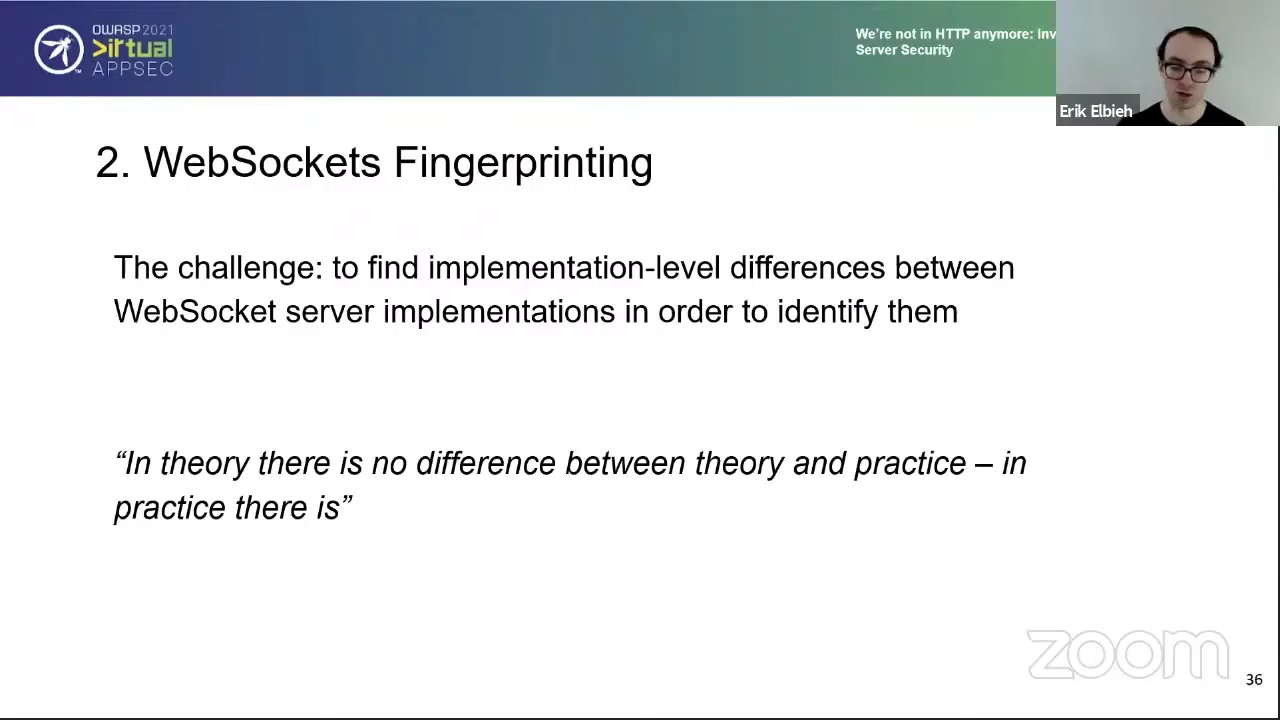 OWASP 2021
>irtual
APPSEC
We're not in HTTP anymore:
Server Security
Erik Elbieh
2. WebSockets Fingerprinting
The challenge: to find implementation-level differences between
WebSocket server implementations in order to identify them
“In theory there is no difference between theory and practice – in
practice there is”
zoom
36